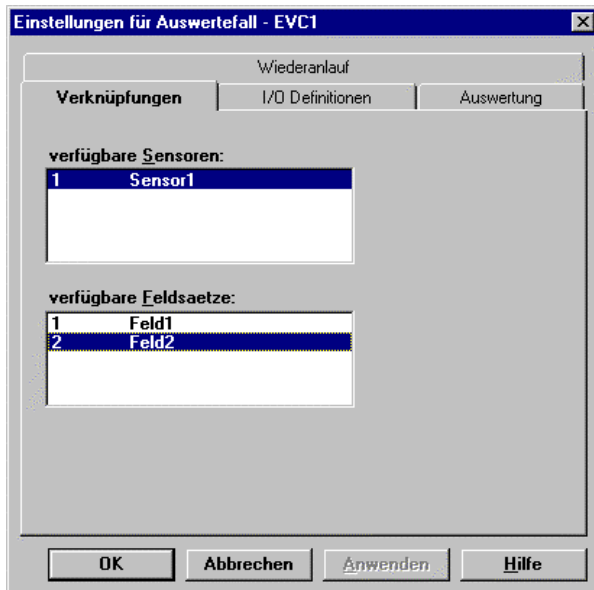 Einstellungen für Auswertefall - EVC1
Wiederanlauf
Verknüpfungen I/O Definitionen Auswertung
verfügbare Sensoren:
1 Sensor1
verfügbare Feldsaetze:
1 Feld1
2 Feld2
OK Abbrechen Anwenden Hilfe